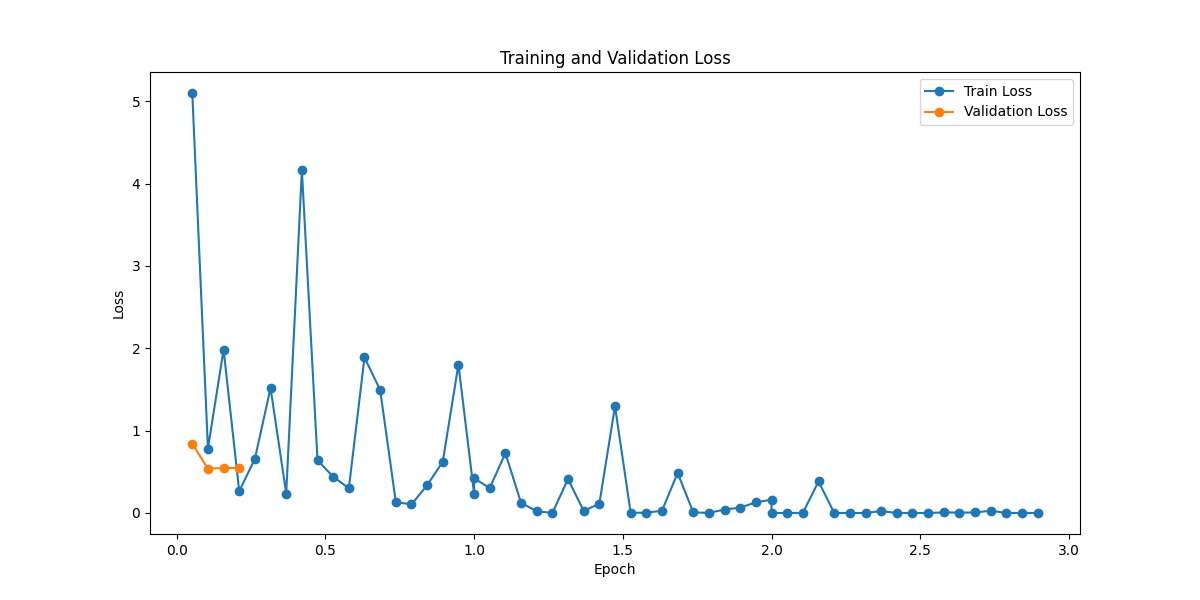 Training and Validation Loss
Train Loss
Validation Loss
5
4
3
2
1
0
Loss
0.0 0.5 1.0 1.5 2.0 2.5 3.0
Epoch